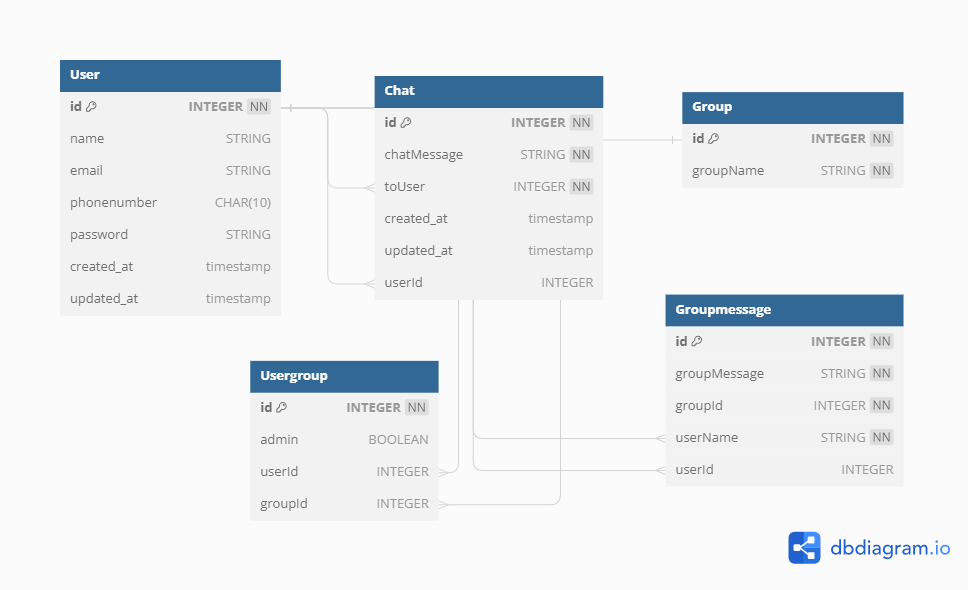 User
id INTEGER NN
name STRING
email STRING
phonenumber CHAR(10)
password STRING
created_at timestamp
updated_at timestamp
Chat
id INTEGER NN
chatMessage STRING NN
toUser INTEGER NN
created_at timestamp
updated_at timestamp
userId INTEGER
Group
id INTEGER NN
groupName STRING NN
Groupmessage
id INTEGER NN
groupMessage STRING NN
groupId INTEGER NN
userName STRING NN
userId INTEGER
Usergroup
id INTEGER NN
admin BOOLEAN
userId INTEGER
groupId INTEGER
dbdiagram.io